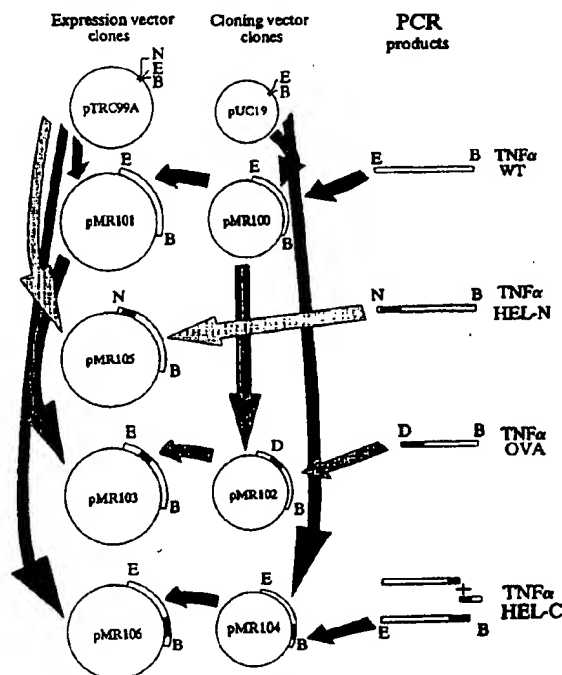 Expression vector
clones
Cloning vector
clones
PCR
products
N
E
B
pTRC99A
E
B
pUC19
E
B
pMR101
E
B
pMR100
E
B
TNFα
WT
N
B
pMR105
N
B
TNFα
HEL-N
E
B
pMR103
D
B
pMR102
D
B
TNFα
OVA
E
B
pMR106
E
B
pMR104
+
E
B
TNFα
HEL-C